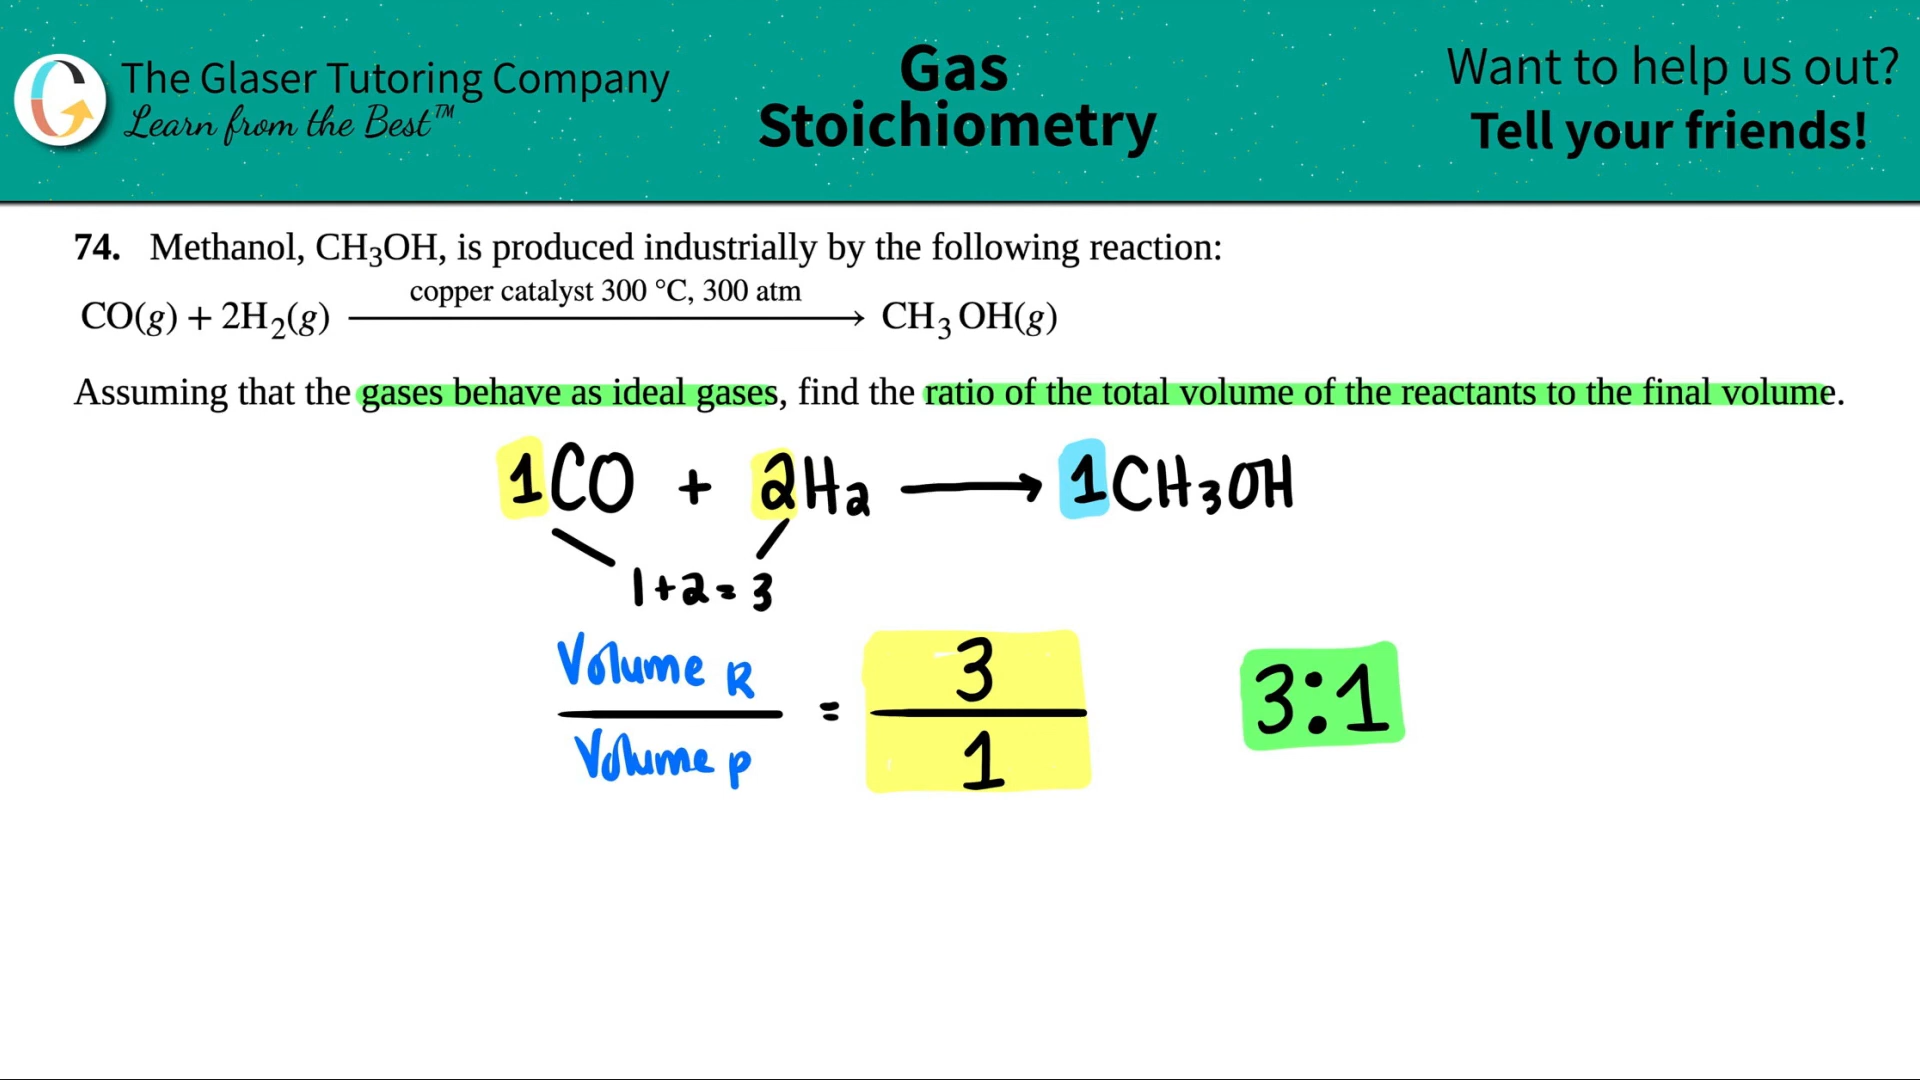 The Glaser Tutoring Company
Learn from the Best™
Gas
Stoichiometry
Want to help us out?
Tell your friends!
74. Methanol, CH₃OH, is produced industrially by the following reaction:
copper catalyst 300 °C, 300 atm
CO(g) + 2H₂(g) ⟶ CH₃OH(g)
Assuming that the gases behave as ideal gases, find the ratio of the total volume of the reactants to the final volume.
1CO + 2H₂ ⟶ 1CH₃OH
1+2=3
Volume R
Volume P
=
3
1
3:1